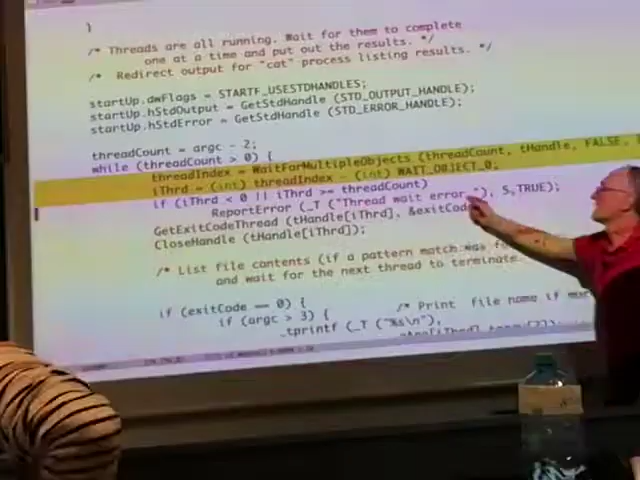 }
/* Threads are all running. Wait for them to complete
one at a time and put out the results. */
/* Redirect output for "cat" process listing results. */
startUp.dwFlags = STARTF_USESTDHANDLES;
startUp.hStdOutput = GetStdHandle (STD_OUTPUT_HANDLE);
startUp.hStdError = GetStdHandle (STD_ERROR_HANDLE);
threadCount = argc - 2;
while (threadCount > 0) {
threadIndex = WaitForMultipleObjects (threadCount, tHandle, FALSE,
iThrd = (int) threadIndex - (int) WAIT_OBJECT_0;
if (iThrd < 0 || iThrd >= threadCount)
ReportError (_T ("Thread wait error."), 5,TRUE);
GetExitCodeThread (tHandle[iThrd], &exitCod
CloseHandle (tHandle[iThrd]);
/* List file contents (if a pattern match was fo
and wait for the next thread to terminate.
if (exitCode == 0) {
if (argc > 3) { /* Print file name if
_tprintf (_T ("%s\n"),